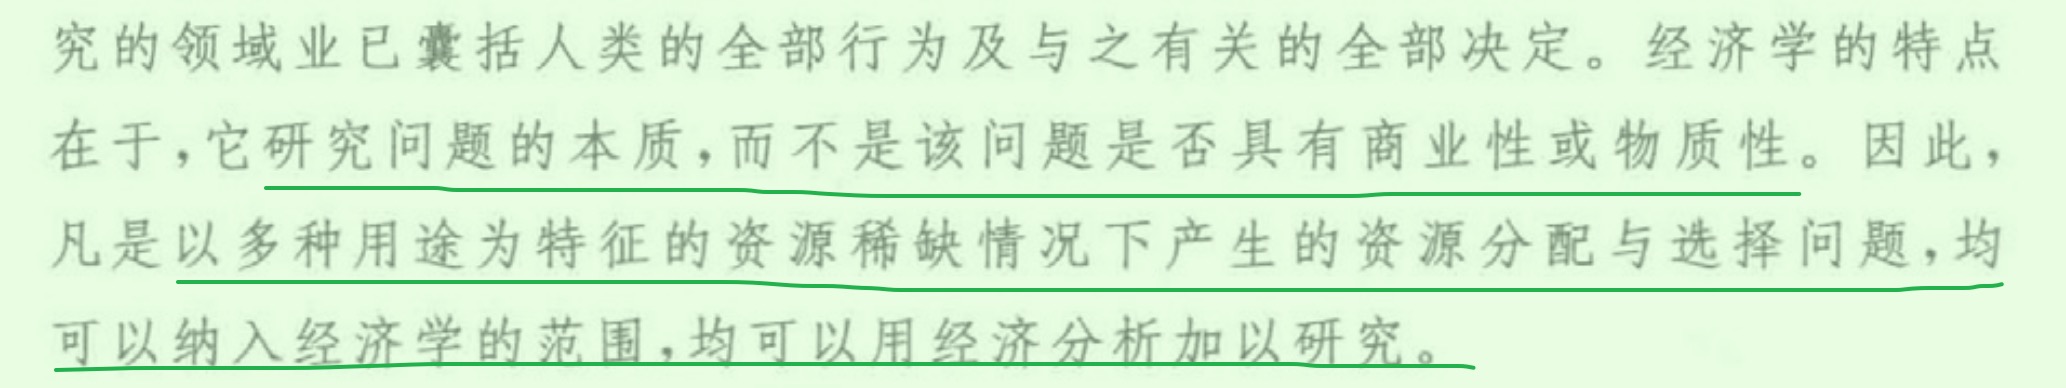 究的领域业已囊括人类的全部行为及与之有关的全部决定。经济学的特点
在于,它研究问题的本质,而不是该问题是否具有商业性或物质性。因此,
凡是以多种用途为特征的资源稀缺情况下产生的资源分配与选择问题,均
可以纳入经济学的范围,均可以用经济分析加以研究。